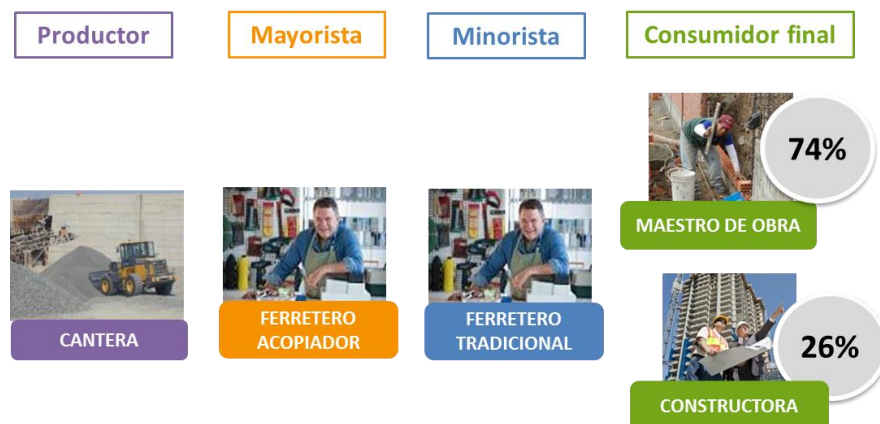 Productor
Mayorista
Minorista
Consumidor final
74%
MAESTRO DE OBRA
CANTERA
FERRETERO
ACOPIADOR
FERRETERO
TRADICIONAL
26%
CONSTRUCTORA